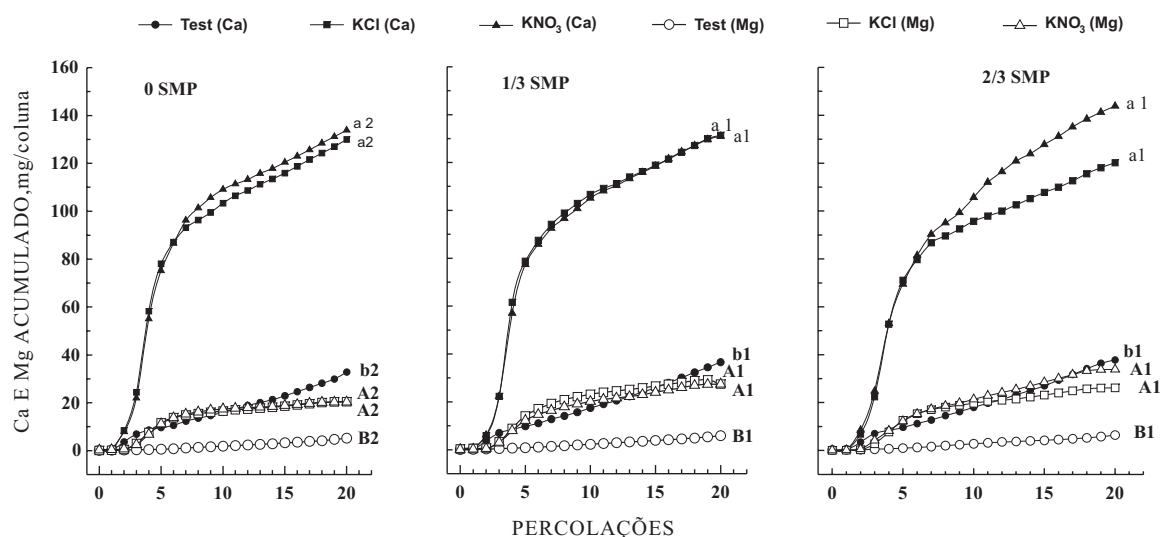 Test (Ca) KCl (Ca) KNO3 (Ca) Test (Mg) KCl (Mg) KNO3 (Mg)
Ca E Mg ACUMULADO,mg/coluna
160
140
120
100
80
60
40
20
0
0 SMP
a 2
a2
b2
A2
A2
B2
0 5 10 15 20
1/3 SMP
a 1
a1
b1
A1
A1
B1
0 5 10 15 20
2/3 SMP
a 1
a1
b1
A1
A1
B1
0 5 10 15 20
PERCOLAÇÕES